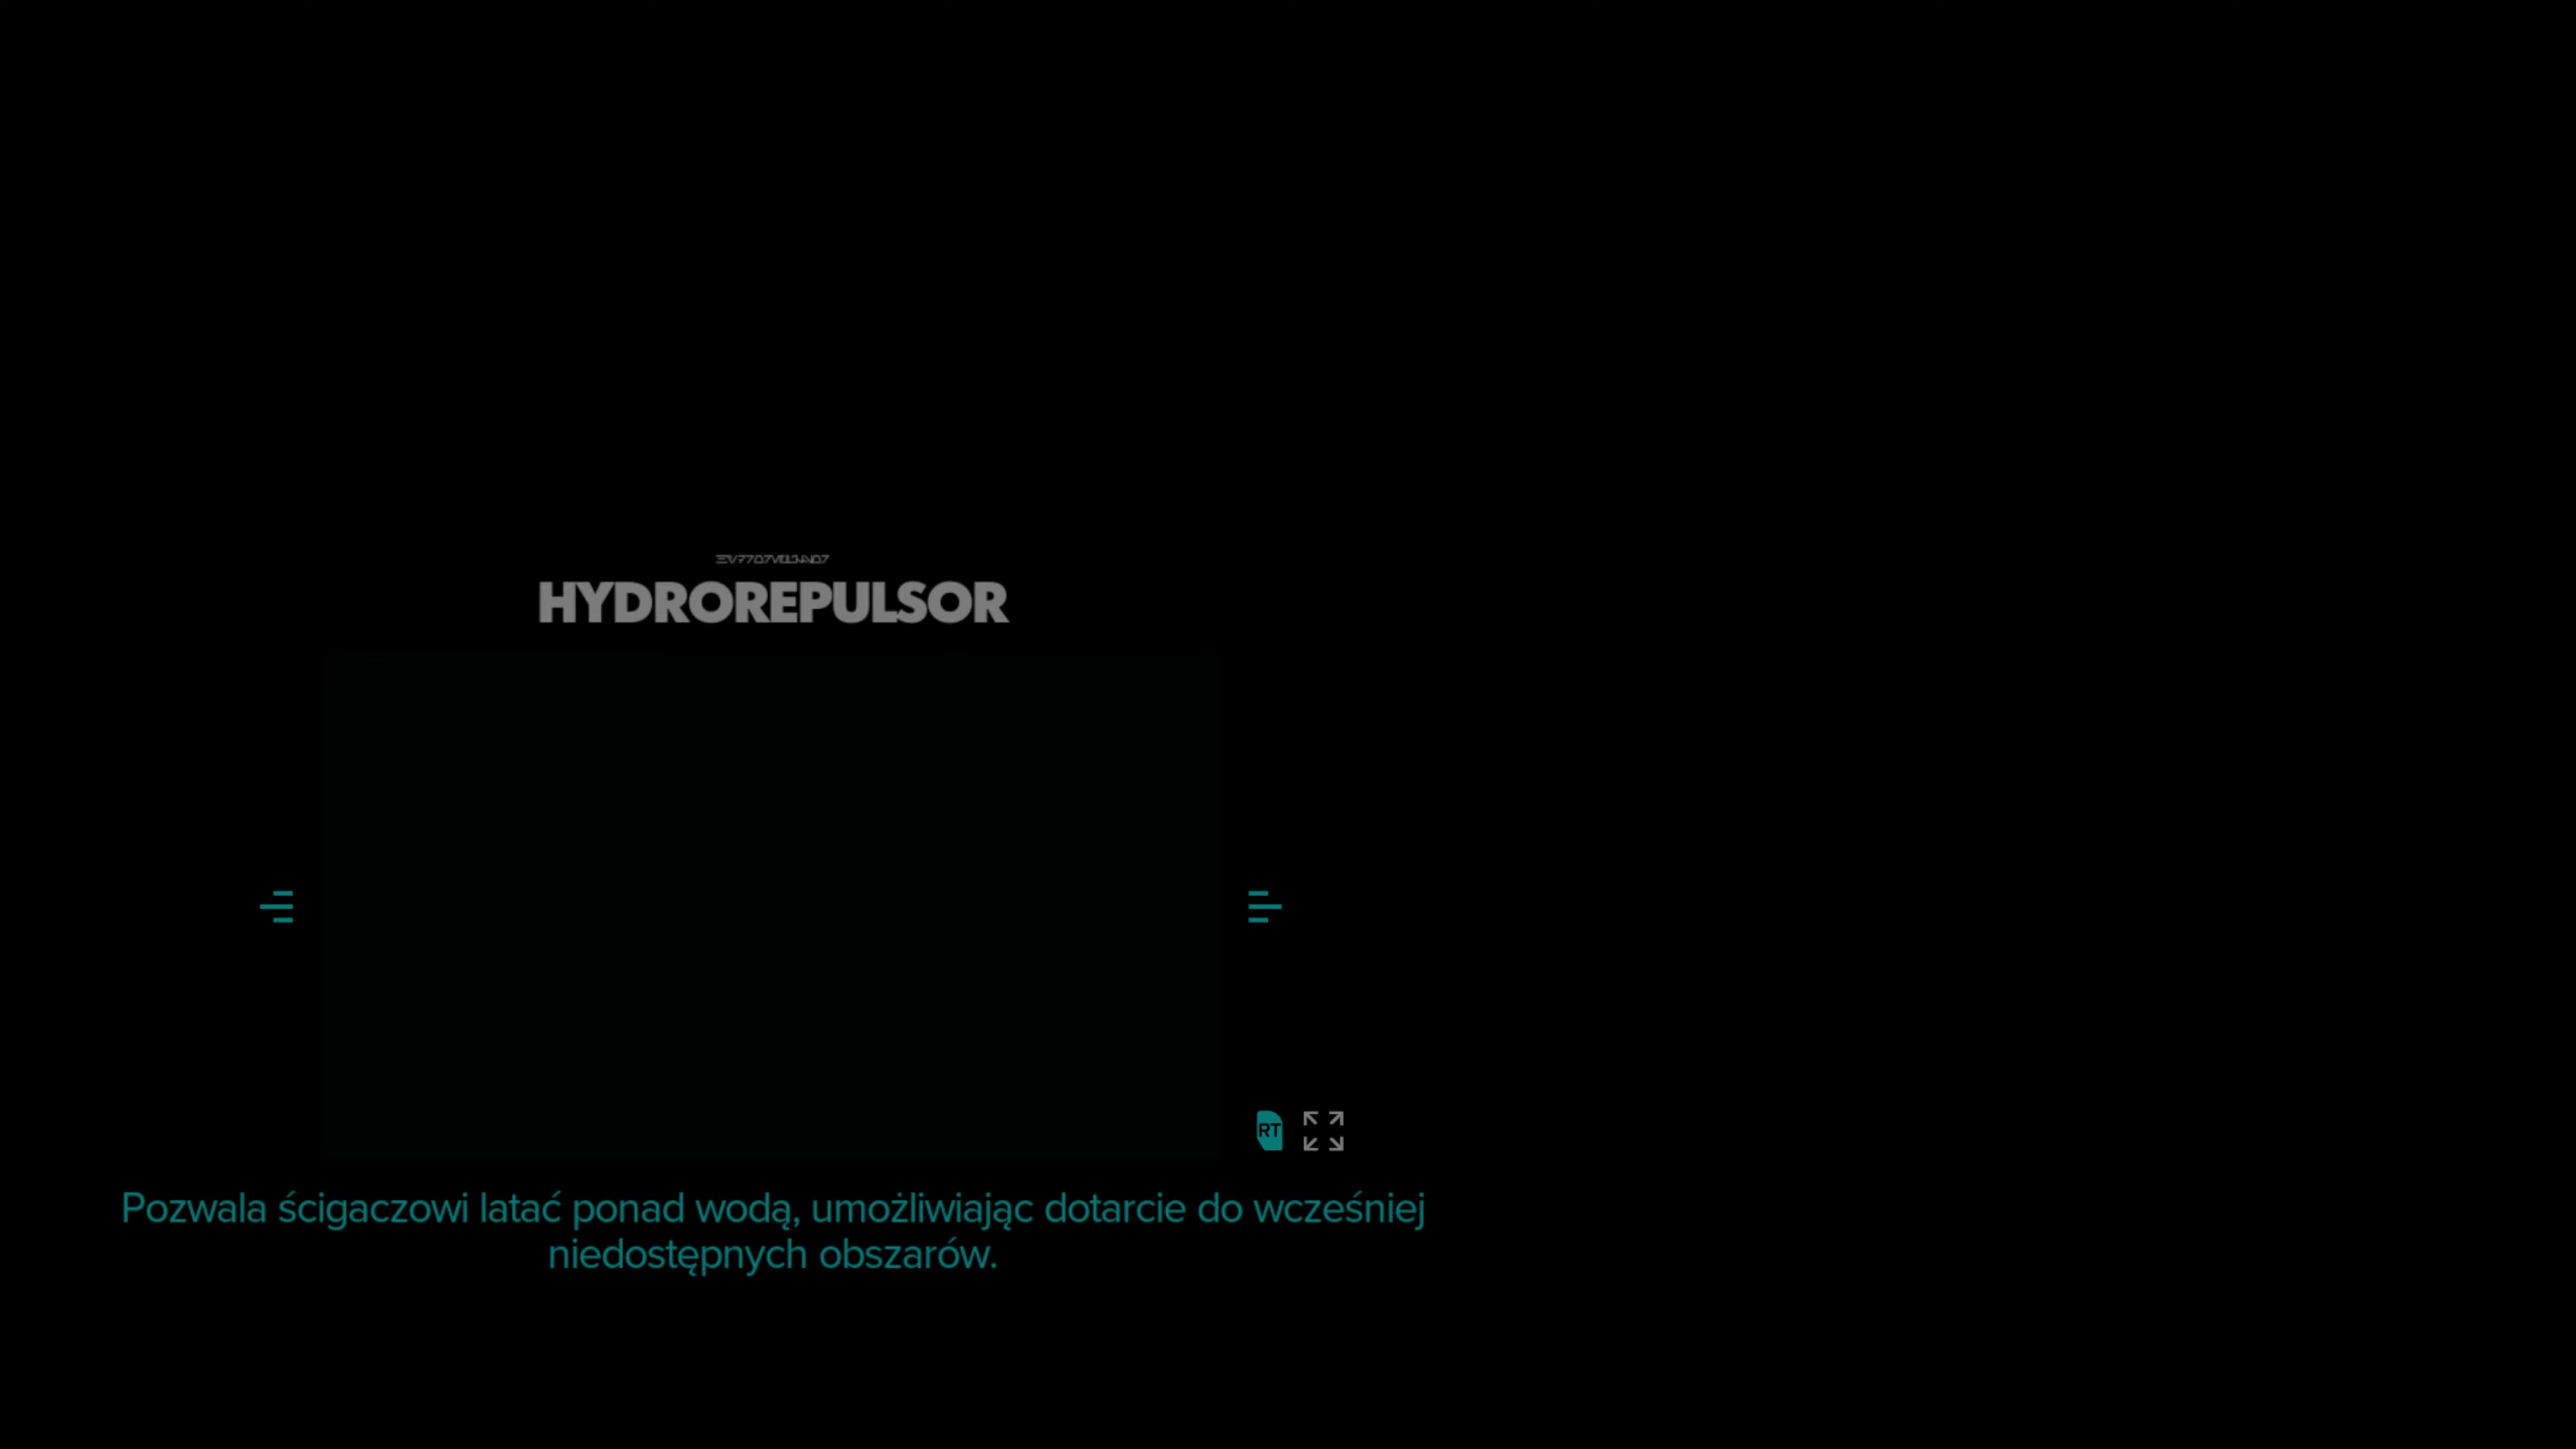 HYDROREPULSOR
RT
Pozwala ścigaczowi latać ponad wodą, umożliwiając dotarcie do wcześniej
niedostępnych obszarów.